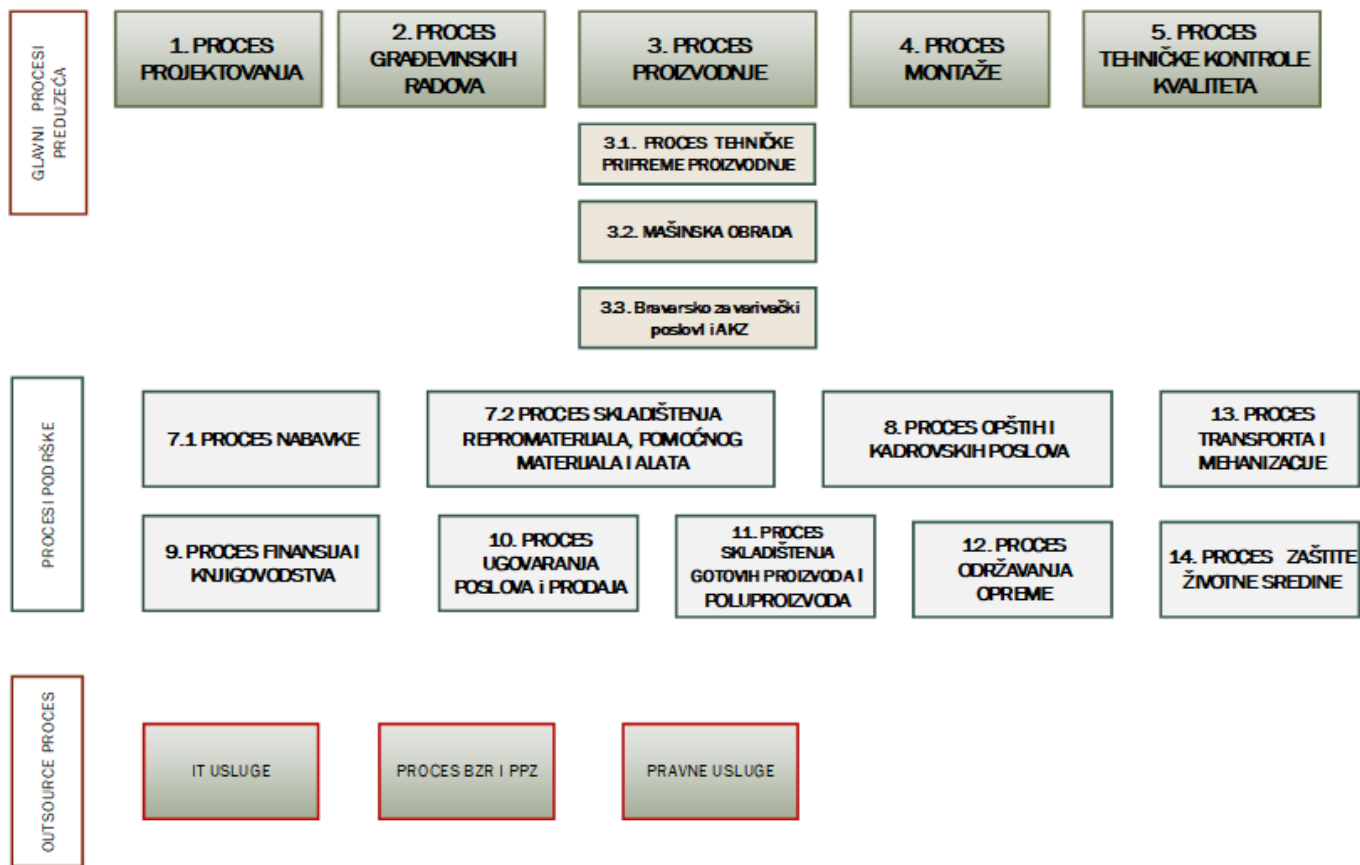 GLAVNI PROCESI
PREDUZEĆA
1. PROCES
PROJEKTOVANJA
2. PROCES
GRAĐEVINSKIH
RADOVA
3. PROCES
PROIZVODNJE
4. PROCES
MONTAŽE
5. PROCES
TEHNIČKE KONTROLE
KVALITETA
3.1. PROCES TEHNIČKE
PRIPREME PROIZVODNJE
3.2. MAŠINSKA OBRADA
3.3. Bravarsko zavarivački
poslovI i AKZ
PROCESI PODRŠKE
7.1 PROCES NABAVKE
7.2 PROCES SKLADIŠTENJA
REPROMATERIJALA, POMOĆNOG
MATERIJALA I ALATA
8. PROCES OPŠTIH I
KADROVSKIH POSLOVA
13. PROCES
TRANSPORTA I
MEHANIZACIJE
9. PROCES FINANSIJA I
KNJIGOVODSTVA
10. PROCES
UGOVARANJA
POSLOVA i PRODAJA
11. PROCES
SKLADIŠTENJA
GOTOVIH PROIZVODA I
POLUPROIZVODA
12. PROCES
ODRŽAVANJA
OPREME
14. PROCES ZAŠTITE
ŽIVOTNE SREDINE
OUTSOURCE PROCES
IT USLUGE
PROCES BZR I PPZ
PRAVNE USLUGE